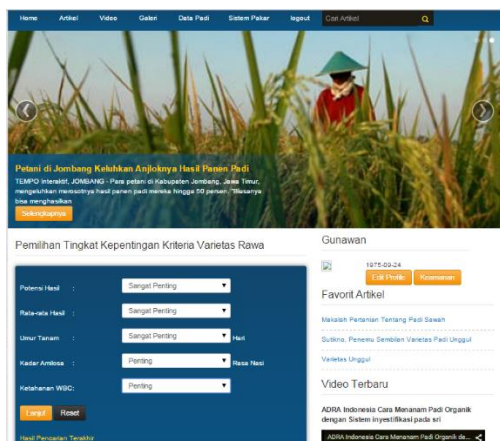 Home Artikel Video Galeri Data Padi Sistem Pakar logout Cari Artikel
Petani di Jombang Keluhkan Anjloknya Hasil Panen Padi
TEMPO Interaktif, JOMBANG - Para petani di Kabupaten Jombang, Jawa Timur,
mengeluhkan merosotnya hasil panen padi mereka hingga 50 persen. "Biasanya
bisa menghasilkan
Selengkapnya
Pemilihan Tingkat Kepentingan Kriteria Varietas Rawa
Potensi Hasil : Sangat Penting
Rata-rata Hasil : Sangat Penting
Umur Tanam : Sangat Penting Hari
Kadar Amilosa : Penting Rasa Nasi
Ketahanan WBC: Penting
Lanjut Reset
Hasil Pencarian Terakhir
Gunawan
1975-09-24
Edit Profile Keamanan
Favorit Artikel
Makalah Pertanian Tentang Padi Sawah
Sutikno, Penemu Sembilan Varietas Padi Unggul
Varietas Unggul
Video Terbaru
ADRA Indonesia Cara Menanam Padi Organik
dengan Sistem inyestifikasi pada sri
ADRA Indonesia Cara Menanam Padi Organik de...